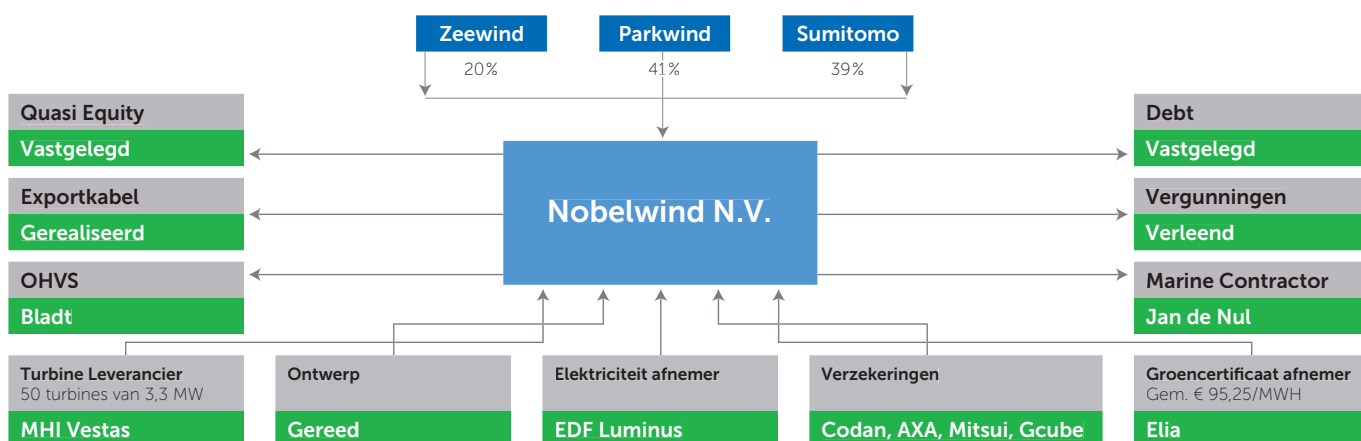 Zeewind
Parkwind
Sumitomo
20%
41%
39%
Quasi Equity
Vastgelegd
Debt
Vastgelegd
Exportkabel
Gerealiseerd
Nobelwind N.V.
Vergunningen
Verleend
OHVS
Bladt
Marine Contractor
Jan de Nul
Turbine Leverancier
50 turbines van 3,3 MW
MHI Vestas
Ontwerp
Gereed
Elektriciteit afnemer
EDF Luminus
Verzekeringen
Codan, AXA, Mitsui, Gcube
Groencertificaat afnemer
Gem. € 95,25/MWH
Elia